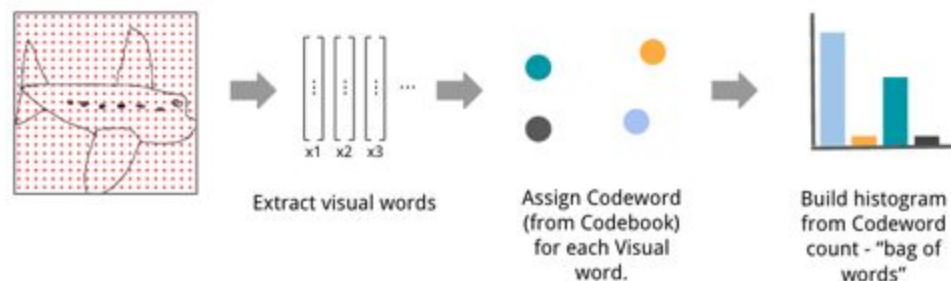 x1 x2 x3 ...
Extract visual words
Assign Codeword
(from Codebook)
for each Visual
word.
Build histogram
from Codeword
count - "bag of
words"